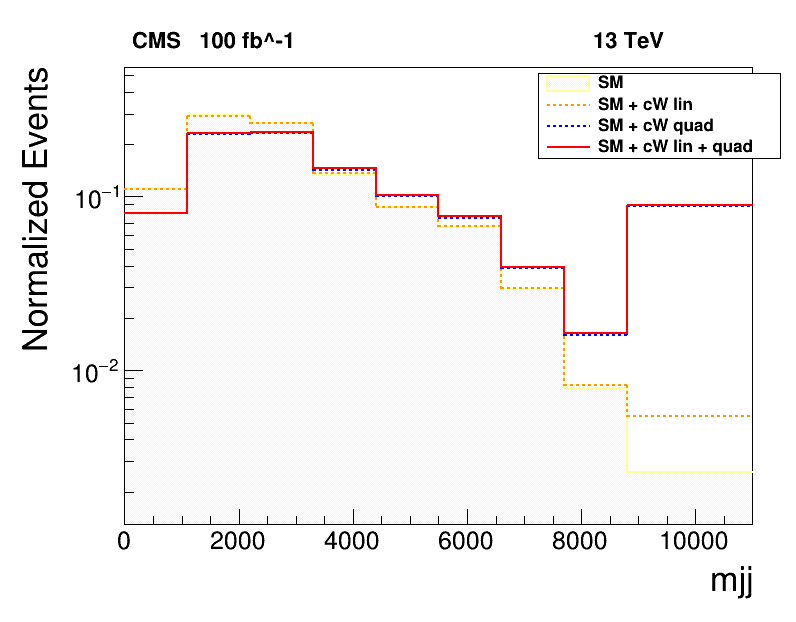 CMS 100 fb^-1 13 TeV
SM
SM + cW lin
SM + cW quad
SM + cW lin + quad
Normalized Events
10^−1
10^−2
0 2000 4000 6000 8000 10000
mjj